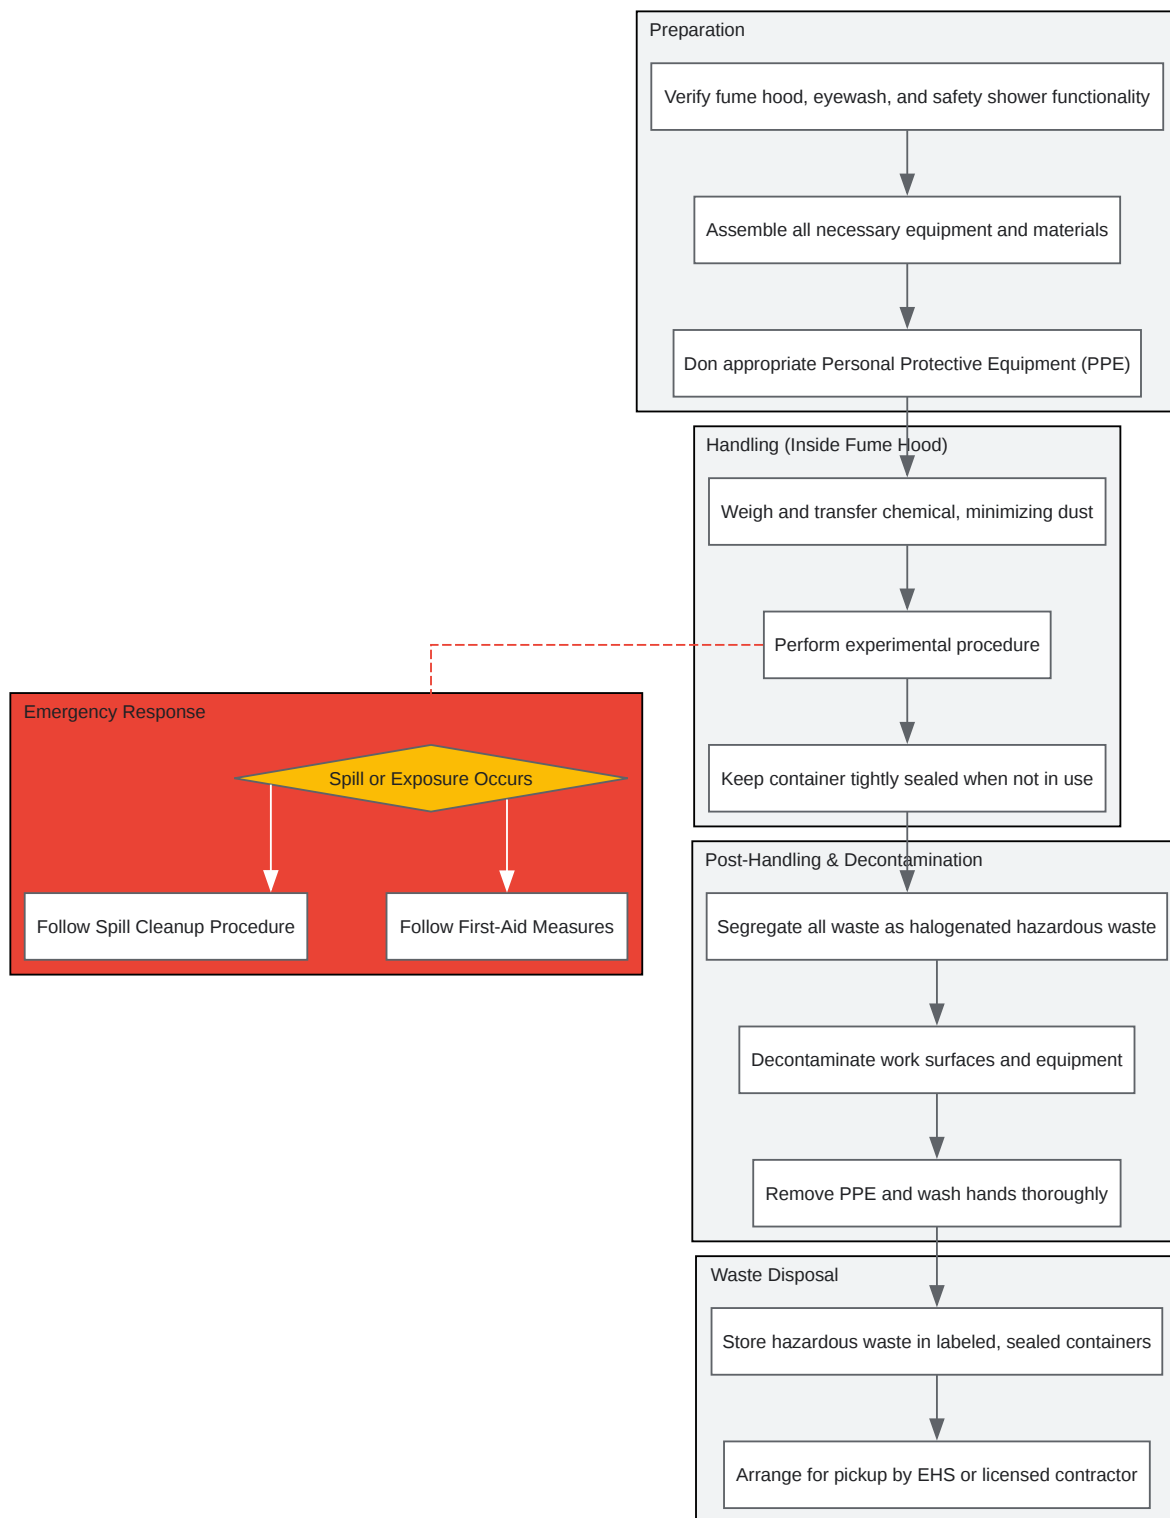 Preparation
Verify fume hood, eyewash, and safety shower functionality
Assemble all necessary equipment and materials
Don appropriate Personal Protective Equipment (PPE)
Handling (Inside Fume Hood)
Weigh and transfer chemical, minimizing dust
Perform experimental procedure
Keep container tightly sealed when not in use
Emergency Response
Spill or Exposure Occurs
Follow Spill Cleanup Procedure
Follow First-Aid Measures
Post-Handling & Decontamination
Segregate all waste as halogenated hazardous waste
Decontaminate work surfaces and equipment
Remove PPE and wash hands thoroughly
Waste Disposal
Store hazardous waste in labeled, sealed containers
Arrange for pickup by EHS or licensed contractor